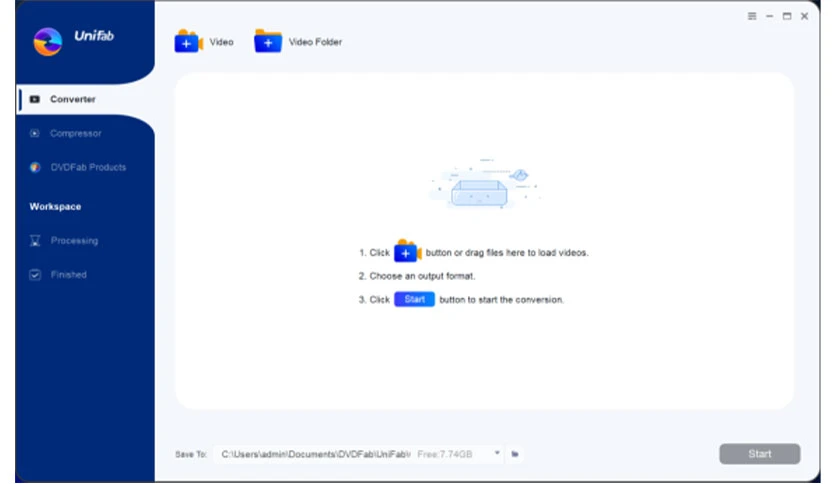 UniFab
Video
Video Folder
Converter
Compressor
DVDFab Products
Workspace
Processing
Finished
1. Click button or drag files here to load videos.
2. Choose an output format.
3. Click Start button to start the conversion.
Save To: C:\Users\admin\Documents\DVDFab\UniFab\ Free:7.74GB
Start